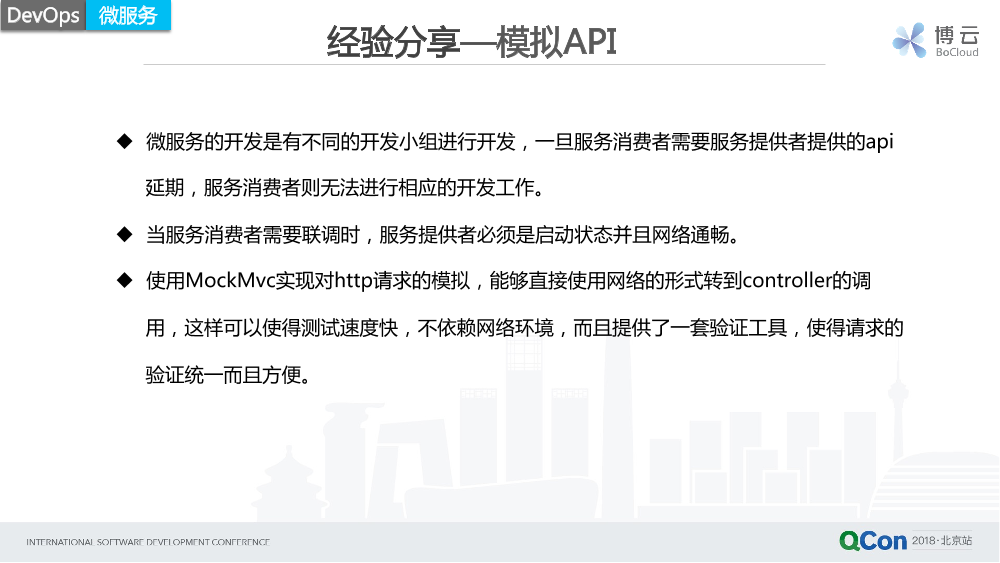 DevOps 微服务
经验分享—模拟API
博云
BoCloud
◆ 微服务的开发是有不同的开发小组进行开发，一旦服务消费者需要服务提供者提供的api
延期，服务消费者则无法进行相应的开发工作。
◆ 当服务消费者需要联调时，服务提供者必须是启动状态并且网络通畅。
◆ 使用MockMvc实现对http请求的模拟，能够直接使用网络的形式转到controller的调
用，这样可以使得测试速度快，不依赖网络环境，而且提供了一套验证工具，使得请求的
验证统一而且方便。
INTERNATIONAL SOFTWARE DEVELOPMENT CONFERENCE
QCon 2018·北京站